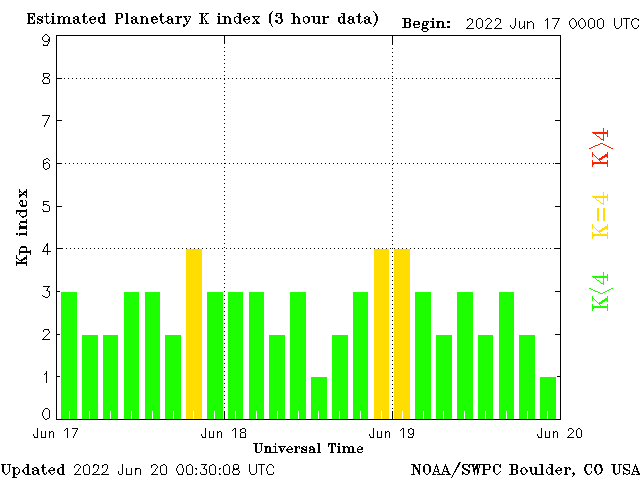 Estimated Planetary K index (3 hour data) Begin: 2022 Jun 17 0000 UTC
9
8
7
6
5
4
3
2
1
0
Kp index
K>4
K=4
K<4
Jun 17 Jun 18 Jun 19 Jun 20
Universal Time
Updated 2022 Jun 20 00:30:08 UTC NOAA/SWPC Boulder, CO USA